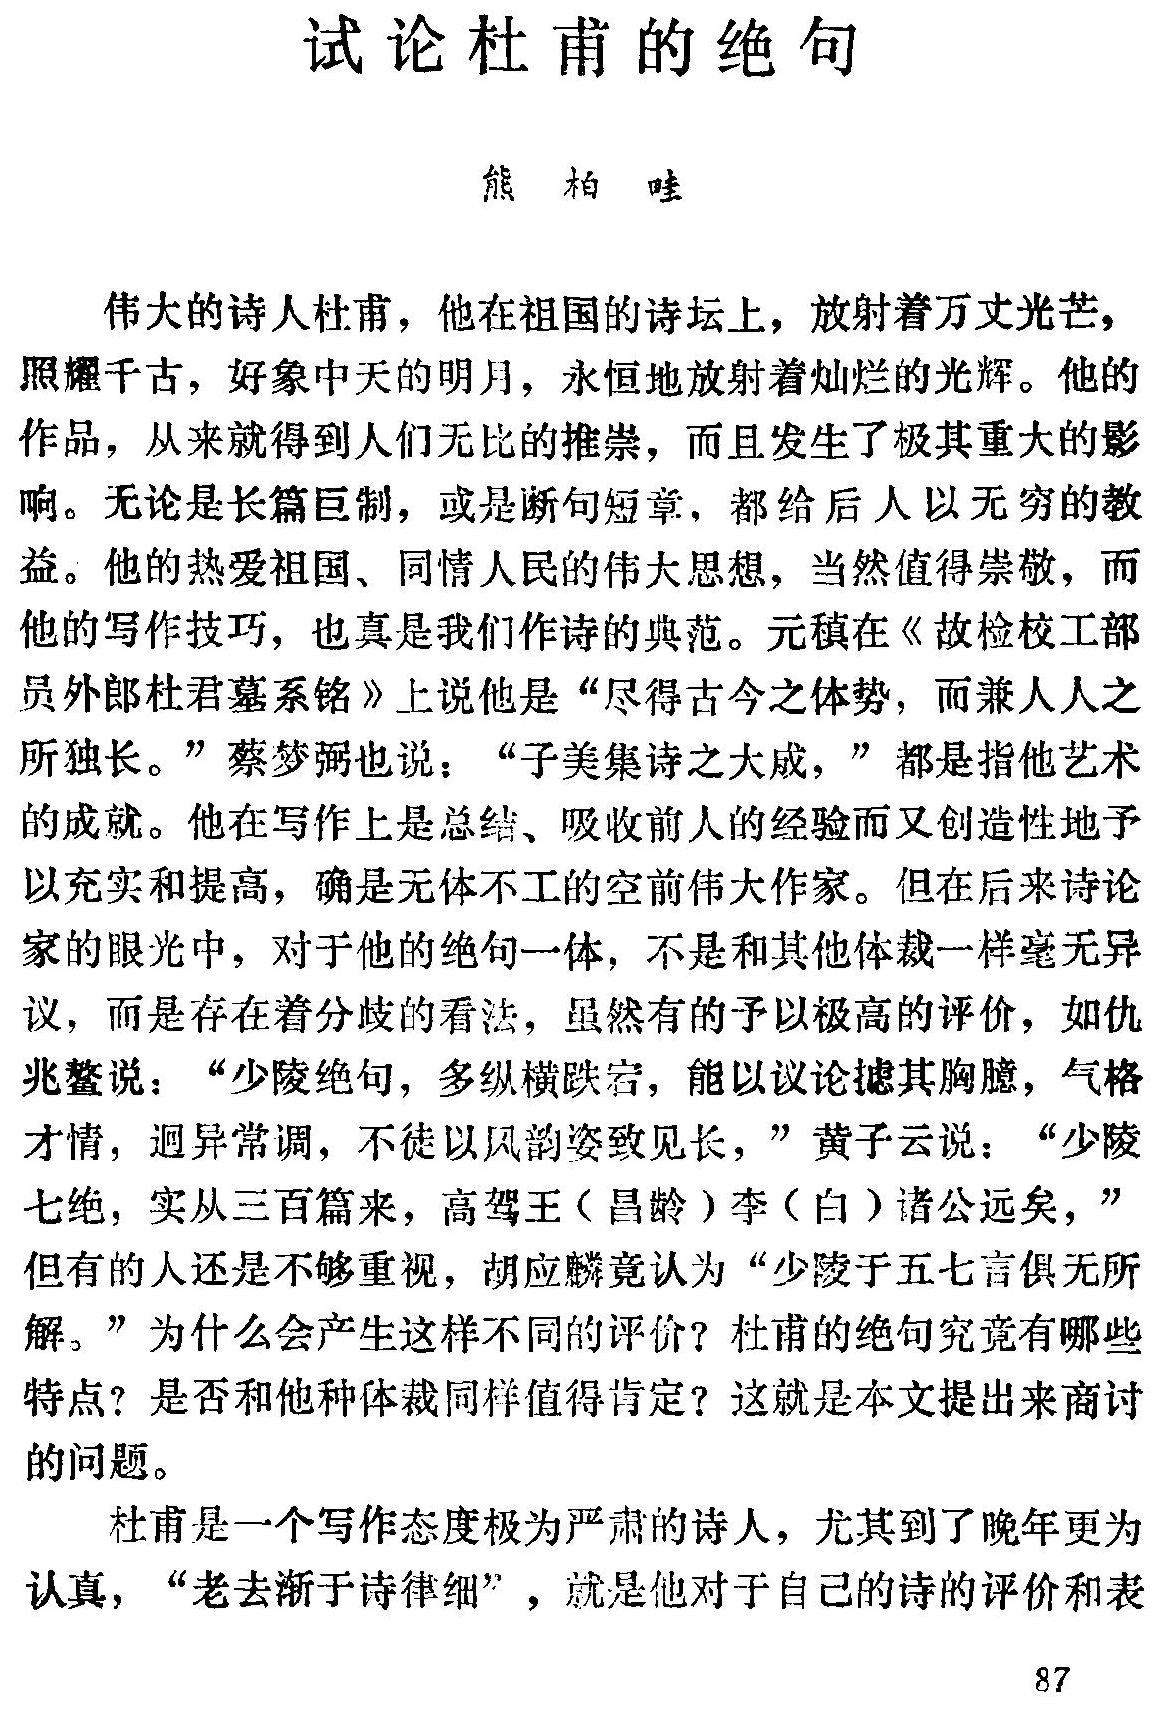 试论杜甫的绝句
熊柏哇
伟大的诗人杜甫，他在祖国的诗坛上，放射着万丈光芒，
照耀千古，好象中天的明月，永恒地放射着灿烂的光辉。他的
作品，从来就得到人们无比的推崇，而且发生了极其重大的影
响。无论是长篇巨制，或是断句短章，都给后人以无穷的教
益。他的热爱祖国、同情人民的伟大思想，当然值得崇敬，而
他的写作技巧，也真是我们作诗的典范。元稹在《故检校工部
员外郎杜君墓系铭》上说他是“尽得古今之体势，而兼人人之
所独长。”蔡梦弼也说：“子美集诗之大成，”都是指他艺术
的成就。他在写作上是总结、吸收前人的经验而又创造性地予
以充实和提高，确是无体不工的空前伟大作家。但在后来诗论
家的眼光中，对于他的绝句一体，不是和其他体裁一样毫无异
议，而是存在着分歧的看法，虽然有的予以极高的评价，如仇
兆鳌说：“少陵绝句，多纵横跌宕，能以议论摅其胸臆，气格
才情，迥异常调，不徒以风韵姿致见长，”黄子云说：“少陵
七绝，实从三百篇来，高驾王（昌龄）李（白）诸公远矣，”
但有的人还是不够重视，胡应麟竟认为“少陵于五七言俱无所
解。”为什么会产生这样不同的评价？杜甫的绝句究竟有哪些
特点？是否和他种体裁同样值得肯定？这就是本文提出来商讨
的问题。
杜甫是一个写作态度极为严肃的诗人，尤其到了晚年更为
认真，“老去渐于诗律细”，就是他对于自己的诗的评价和表
87